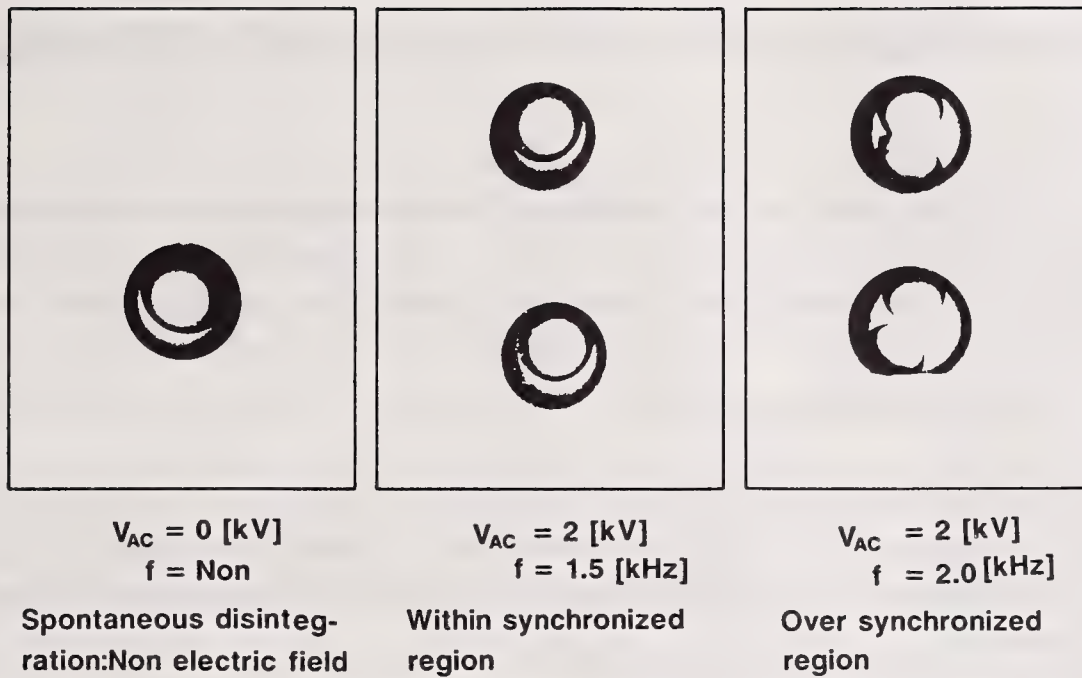 V_AC = 0 [kV]
f = Non
Spontaneous disinteg-
ration:Non electric field
V_AC = 2 [kV]
f = 1.5 [kHz]
Within synchronized
region
V_AC = 2 [kV]
f = 2.0 [kHz]
Over synchronized
region